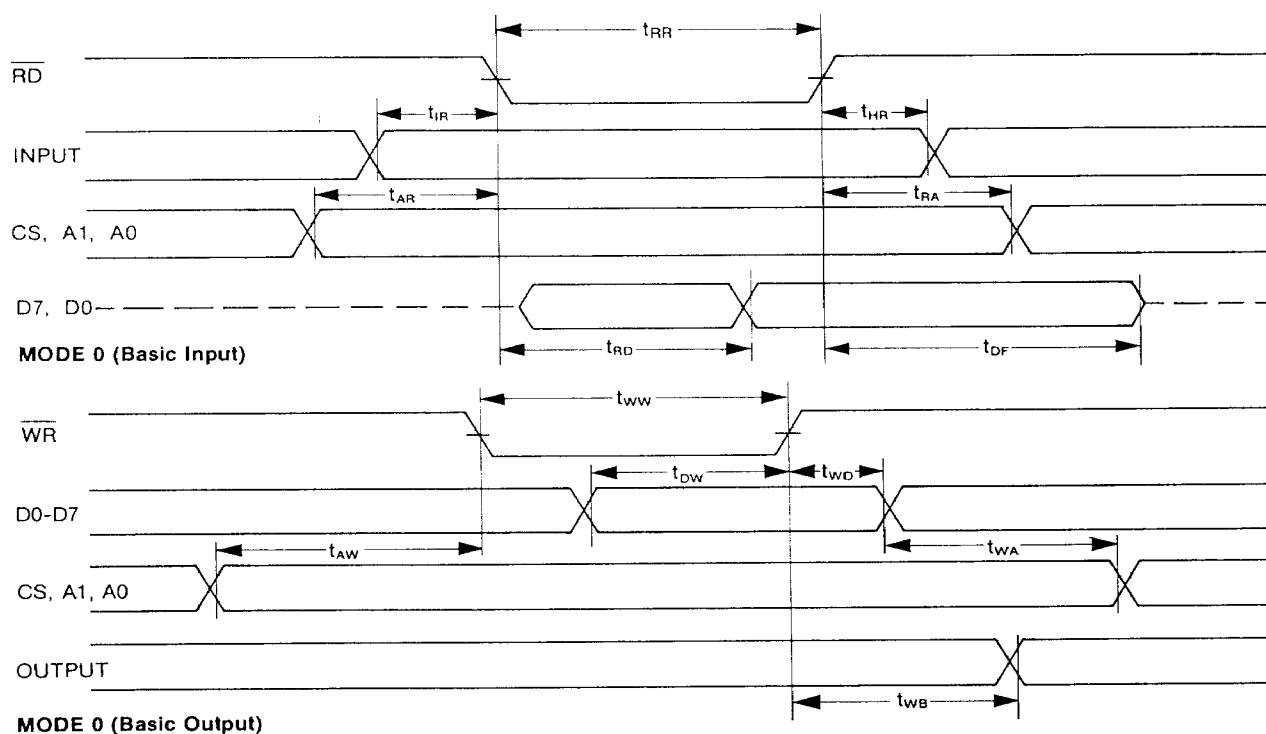 tRR
RD
tIR
tHR
INPUT
tAR
tRA
CS, A1, A0
D7, D0
tRD
tDF
MODE 0 (Basic Input)
tWW
WR
tDW
tWD
D0-D7
tAW
tWA
CS, A1, A0
OUTPUT
tWB
MODE 0 (Basic Output)